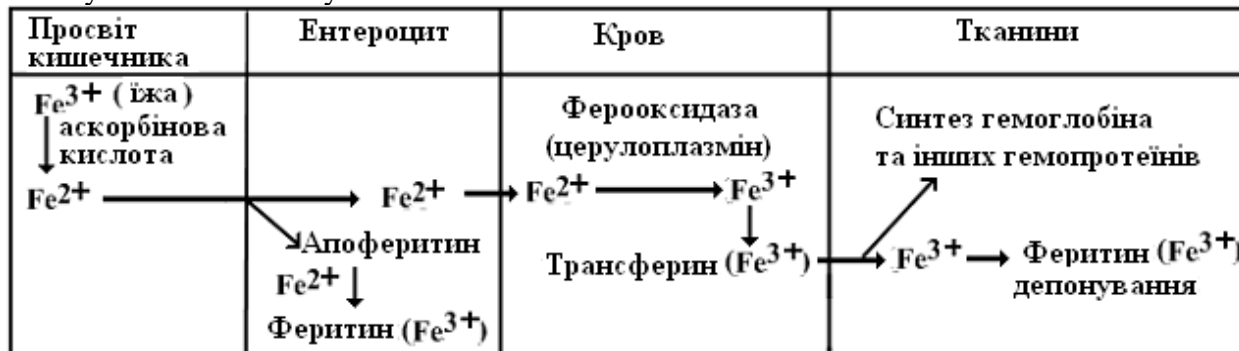 Просвіт
кишечника
Ентероцит
Кров
Тканини
Fe3+ ( їжа )
аскорбінова
кислота
Fe2+
Fe2+
Апоферитин
Fe2+
Феритин (Fe3+)
Ферооксидаза
(церулоплазмін)
Fe2+
Fe3+
Трансферин (Fe3+)
Синтез гемоглобіна
та інших гемопротеїнів
Fe3+
Феритин (Fe3+)
депонування